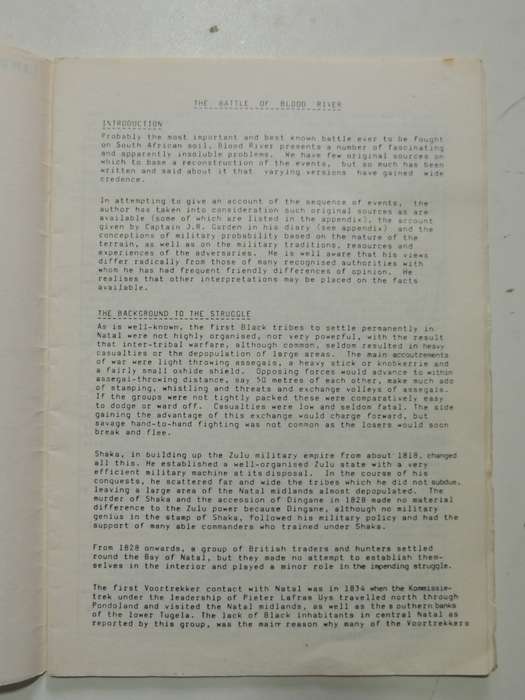 THE BATTLE OF BLOOD RIVER
INTRODUCTION
Probably the most important and best known battle ever to be fought
on South African soil, Blood River presents a number of fascinating
and apparently insoluble problems. We have few original sources on
which to base a reconstruction of the events, but so much has been
written and said about it that varying versions have gained wide
credence.
In attempting to give an account of the sequence of events, the
author has taken into consideration such original sources as are
available (some of which are listed in the appendix), the account
given by Captain J.R. Garden in his diary (see appendix) and the
conceptions of military probability based on the nature of the
terrain, as well as on the military traditions, resources and
experiences of the adversaries. He is well aware that his views
differ radically from those of many recognised authorities with
whom he has had frequent friendly differences of opinion. He
realises that other interpretations may be placed on the facts
available.
THE BACKGROUND TO THE STRUGGLE
As is well-known, the first Black tribes to settle permanently in
Natal were not highly organised, nor very powerful, with the result
that inter-tribal warfare, although common, seldom resulted in heavy
casualties or the depopulation of large areas. The main accoutrements
of war were light throwing assegais, a heavy stick or knobkerrie and
a fairly small oxhide shield. Opposing forces would advance to within
assegai-throwing distance, say 50 metres of each other, make much ado
of stamping, whistling and threats and exchange volleys of assegais.
If the groups were not tightly packed these were comparatively easy
to dodge or ward off. Casualties were low and seldom fatal. The side
gaining the advantage of this exchange would charge forward, but
savage hand-to-hand fighting was not common as the losers would soon
break and flee.
Shaka, in building up the Zulu military empire from about 1818, changed
all this. He established a well-organised Zulu state with a very
efficient military machine at its disposal. In the course of his
conquests, he scattered far and wide the tribes which he did not subdue,
leaving a large area of the Natal midlands almost depopulated. The
murder of Shaka and the accession of Dingane in 1828 made no material
difference to the Zulu power because Dingane, although no military
genius in the stamp of Shaka, followed his military policy and had the
support of many able commanders who trained under Shaka.
From 1828 onwards, a group of British traders and hunters settled
round the Bay of Natal, but they made no attempt to establish them-
selves in the interior and played a minor role in the impending struggle.
The first Voortrekker contact with Natal was in 1834 when the Kommissie-
trek under the leadership of Pieter Lafras Uys travelled north through
Pondoland and visited the Natal midlands, as well as the southern banks
of the lower Tugela. The lack of Black inhabitants in central Natal as
reported by this group, was the main reason why many of the Voortrekkers